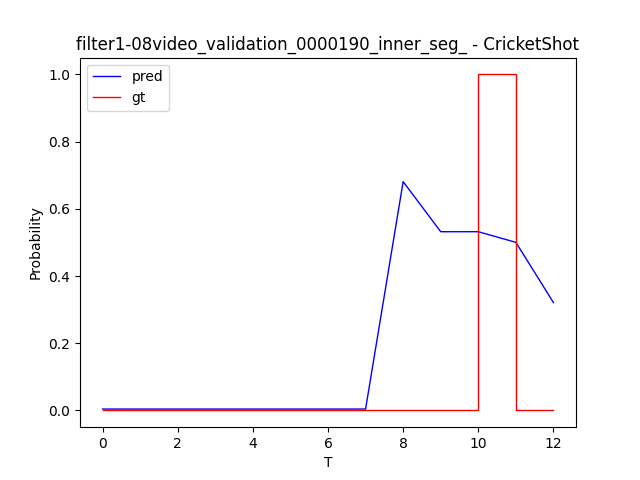 filter1-08video_validation_0000190_inner_seg_ - CricketShot
pred
gt
1.0
0.8
0.6
0.4
0.2
0.0
Probability
0 2 4 6 8 10 12
T